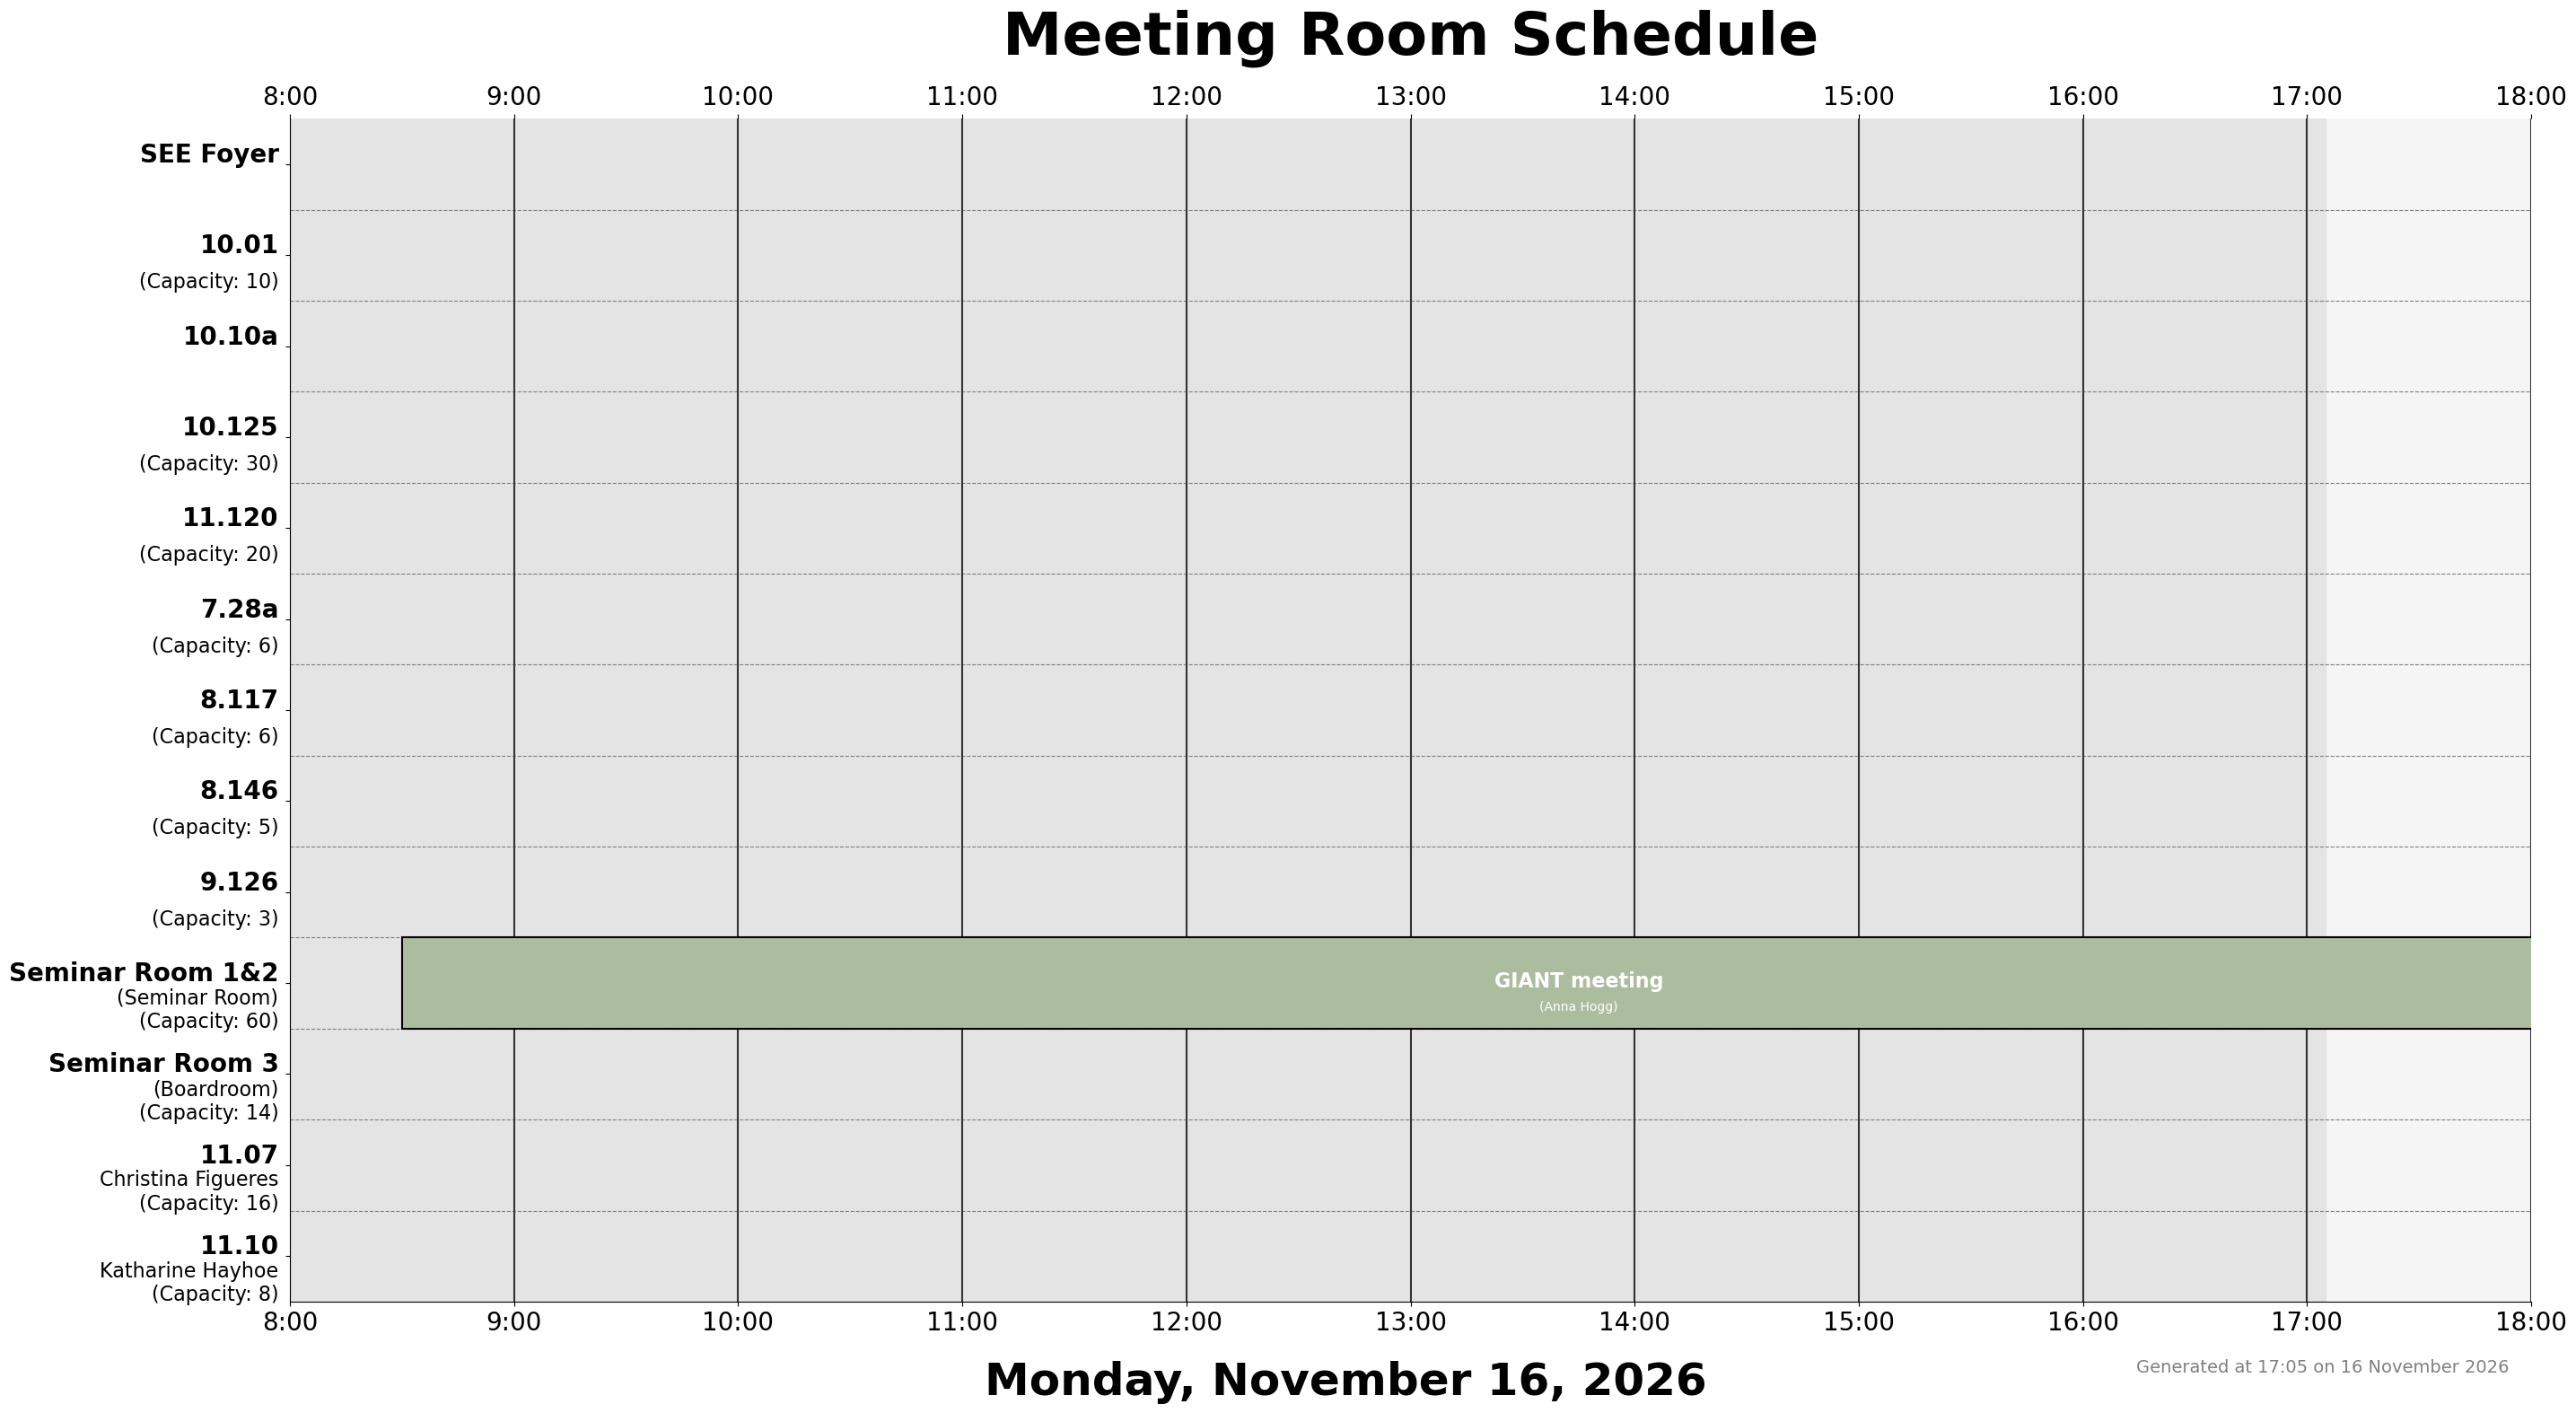 Meeting Room Schedule
8:00 9:00 10:00 11:00 12:00 13:00 14:00 15:00 16:00 17:00 18:00
SEE Foyer
10.01
(Capacity: 10)
10.10a
10.125
(Capacity: 30)
11.120
(Capacity: 20)
7.28a
(Capacity: 6)
8.117
(Capacity: 6)
8.146
(Capacity: 5)
9.126
(Capacity: 3)
Seminar Room 1&2
(Seminar Room)
(Capacity: 60)
GIANT meeting
(Anna Hogg)
Seminar Room 3
(Boardroom)
(Capacity: 14)
11.07
Christina Figueres
(Capacity: 16)
11.10
Katharine Hayhoe
(Capacity: 8)
8:00 9:00 10:00 11:00 12:00 13:00 14:00 15:00 16:00 17:00 18:00
Monday, November 16, 2026
Generated at 17:05 on 16 November 2026